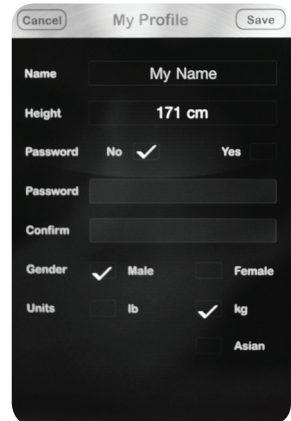 Cancel My Profile Save
Name My Name
Height 171 cm
Password No Yes
Password
Confirm
Gender Male Female
Units lb kg
Asian